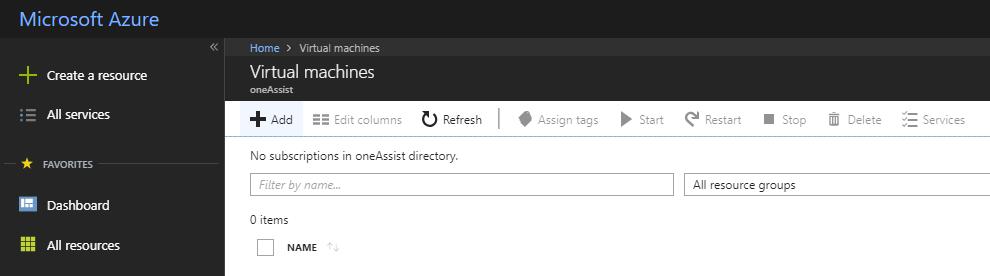 Microsoft Azure
«
Home > Virtual machines
Create a resource
Virtual machines
oneAssist
All services
Add Edit columns Refresh Assign tags Start Restart Stop Delete Services
FAVORITES
No subscriptions in oneAssist directory.
Filter by name... All resource groups
Dashboard
0 items
All resources
NAME